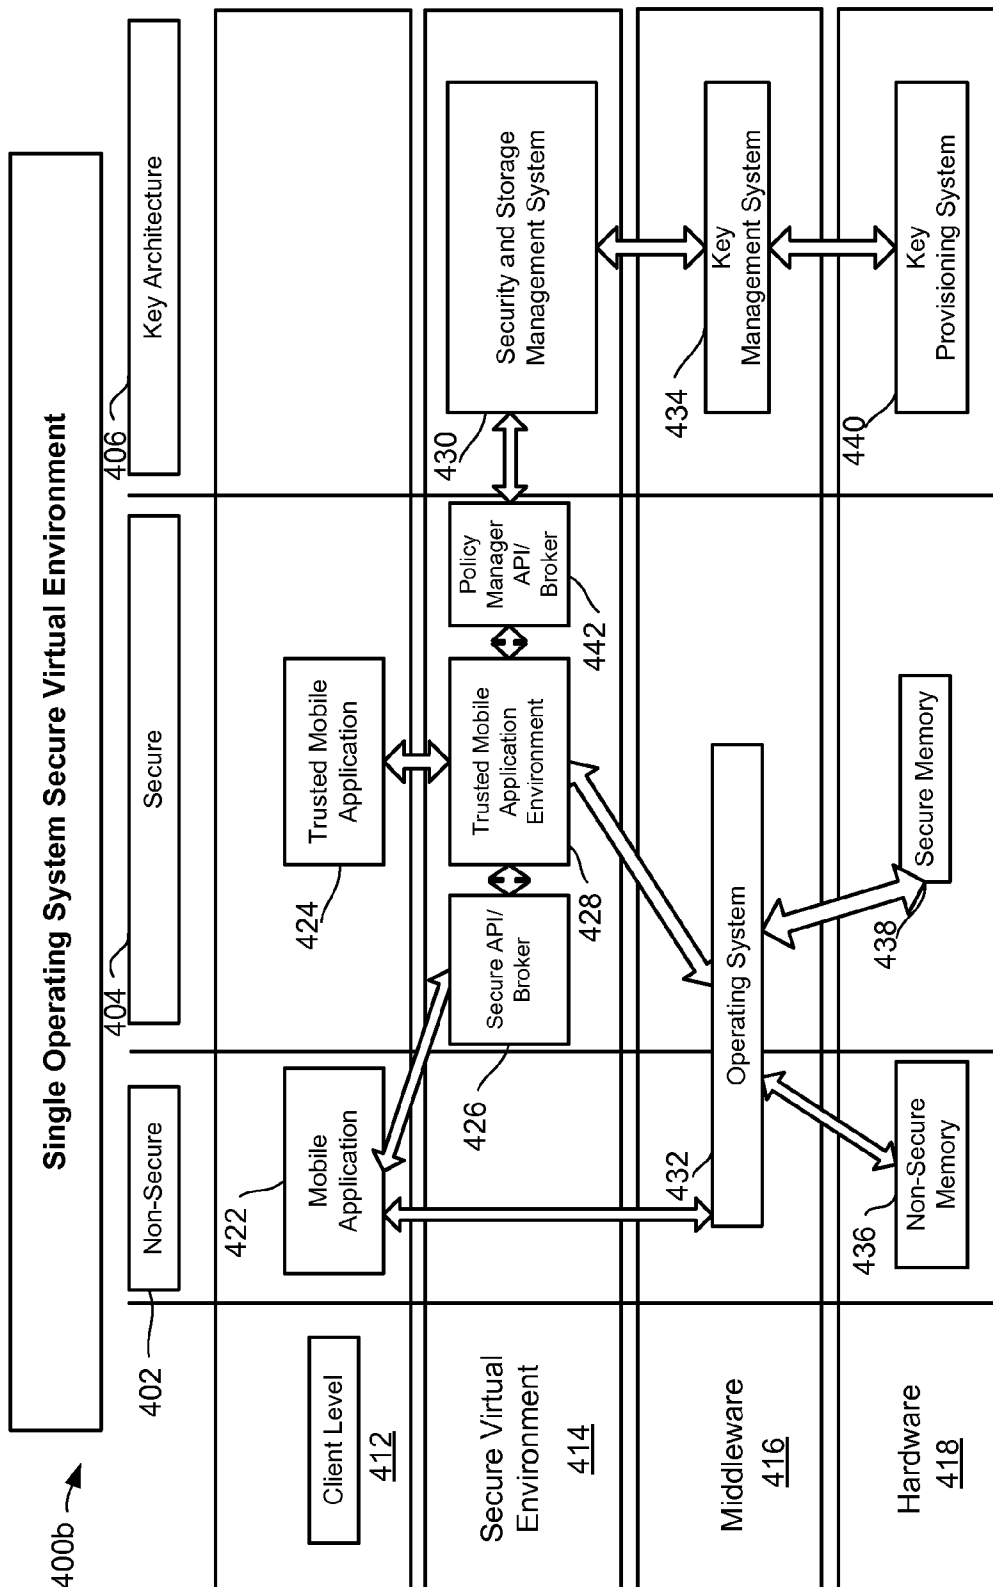 400b
Single Operating System Secure Virtual Environment
402
Non-Secure
404
Secure
406
Key Architecture
Client Level
412
422
Mobile
Application
424
Trusted Mobile
Application
Secure Virtual
Environment
414
426
Secure API/
Broker
428
Trusted Mobile
Application
Environment
442
Policy
Manager
API/
Broker
430
Security and Storage
Management System
Middleware
416
432
Operating System
434
Key
Management System
Hardware
418
436
Non-Secure
Memory
438
Secure Memory
440
Key
Provisioning System